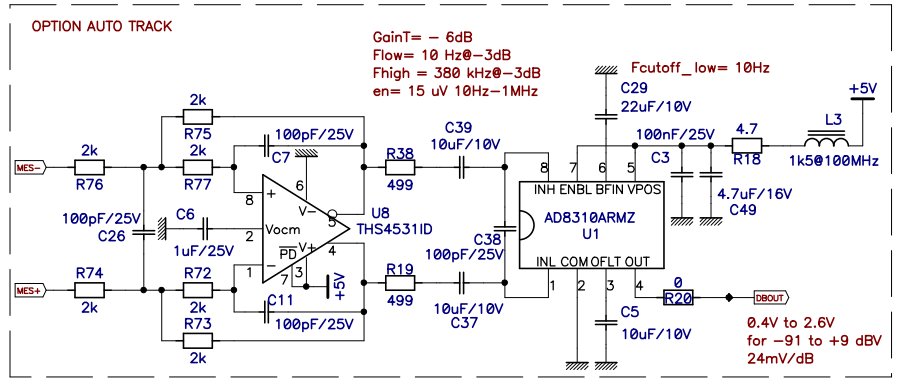 OPTION AUTO TRACK
GainT= - 6dB
Flow= 10 Hz@-3dB
Fhigh = 380 kHz@-3dB
en= 15 uV 10Hz-1MHz
Fcutoff_low= 10Hz
+5V
C29
22uF/10V
L3
1k5@100MHz
2k
R75
100pF/25V
C7
C39
10uF/10V
100nF/25V
C3
4.7
R18
4.7uF/16V
C49
MES-
2k
R76
2k
R77
R38
499
8
7
6
5
INH ENBL BFIN VPOS
AD8310ARMZ
U1
INL COM OFLT OUT
1
2
3
4
100pF/25V
C26
C6
1uF/25V
8
+
6
V-
5
U8
THS4531ID
2
Vocm
PD
V+
4
1
-
7
3
+5V
C38
100pF/25V
MES+
R74
2k
R72
2k
C11
100pF/25V
R73
2k
R19
499
10uF/10V
C37
C5
10uF/10V
0
R20
DBOUT
0.4V to 2.6V
for -91 to +9 dBV
24mV/dB